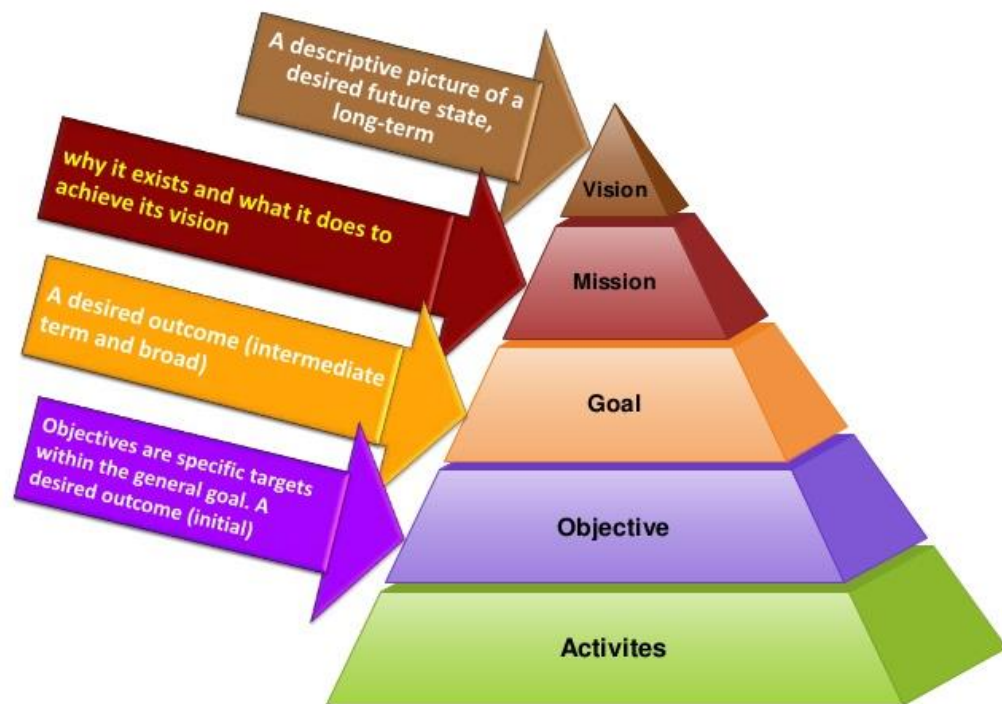 A descriptive picture of a
desired future state,
long-term
Vision
why it exists and what it does to
achieve its vision
Mission
A desired outcome (intermediate
term and broad)
Goal
Objectives are specific targets
within the general goal. A
desired outcome (initial)
Objective
Activites